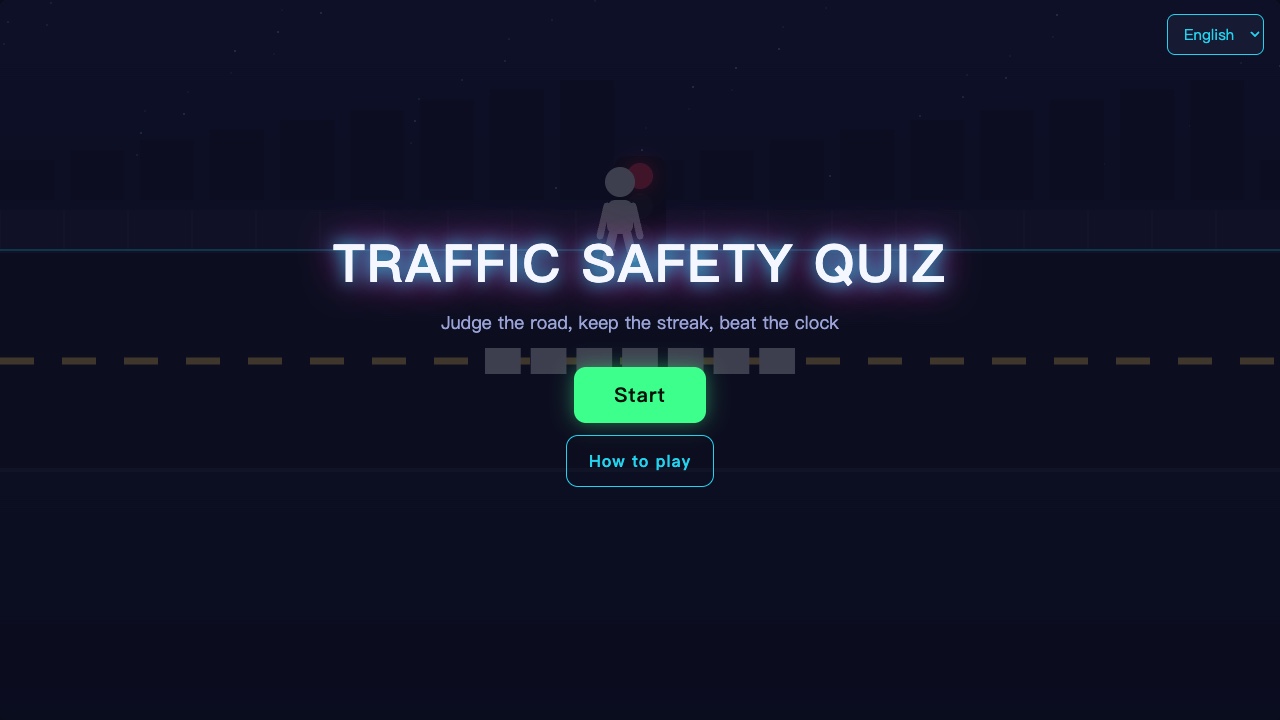 English
TRAFFIC SAFETY QUIZ
Judge the road, keep the streak, beat the clock
Start
How to play